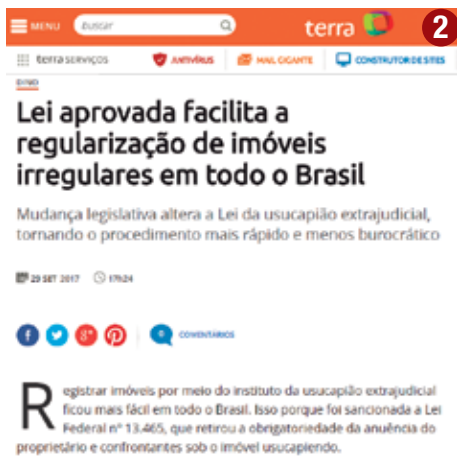 MENU buscar terra 2
terra SERVIÇOS ANTIVÍRUS MAIL GIGANTE CONSTRUTOR DE SITES
DINO
Lei aprovada facilita a
regularização de imóveis
irregulares em todo o Brasil
Mudança legislativa altera a Lei da usucapião extrajudicial,
tornando o procedimento mais rápido e menos burocrático
29 SET 2017 17h24
COMENTÁRIOS
Registrar imóveis por meio do instituto da usucapião extrajudicial
ficou mais fácil em todo o Brasil. Isso porque foi sancionada a Lei
Federal nº 13.465, que retirou a obrigatoriedade da anuência do
proprietário e confrontantes sob o imóvel usucapiendo.